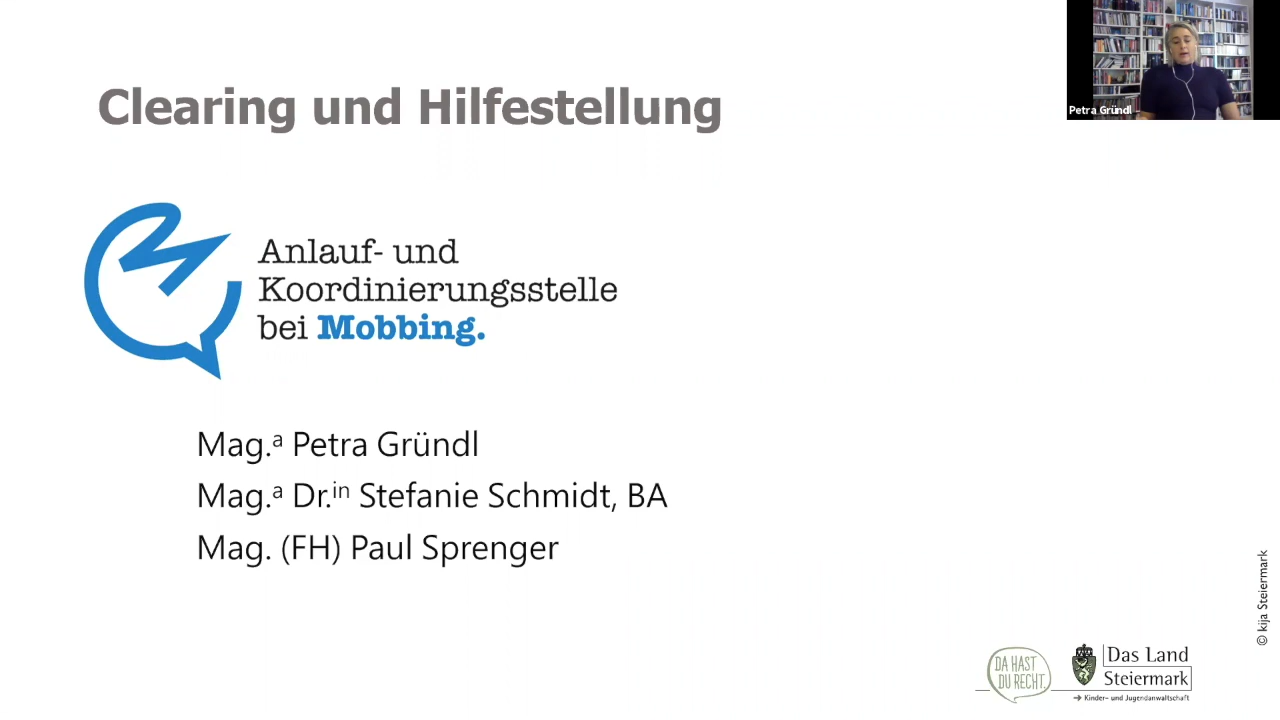 Clearing und Hilfestellung
Petra Gründl
Anlauf- und
Koordinierungsstelle
bei Mobbing.
Mag.ᵃ Petra Gründl
Mag.ᵃ Dr.ⁱⁿ Stefanie Schmidt, BA
Mag. (FH) Paul Sprenger
© kija Steiermark
DA HAST
DU RECHT.
Das Land
Steiermark
➔ Kinder- und Jugendanwaltschaft